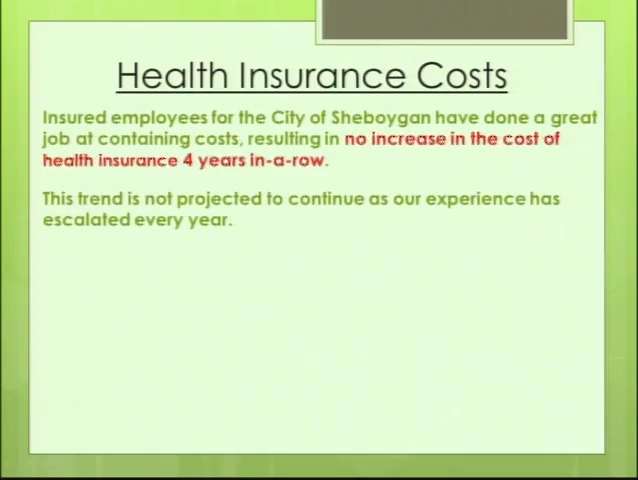 Health Insurance Costs
Insured employees for the City of Sheboygan have done a great
job at containing costs, resulting in no increase in the cost of
health insurance 4 years in-a-row.
This trend is not projected to continue as our experience has
escalated every year.